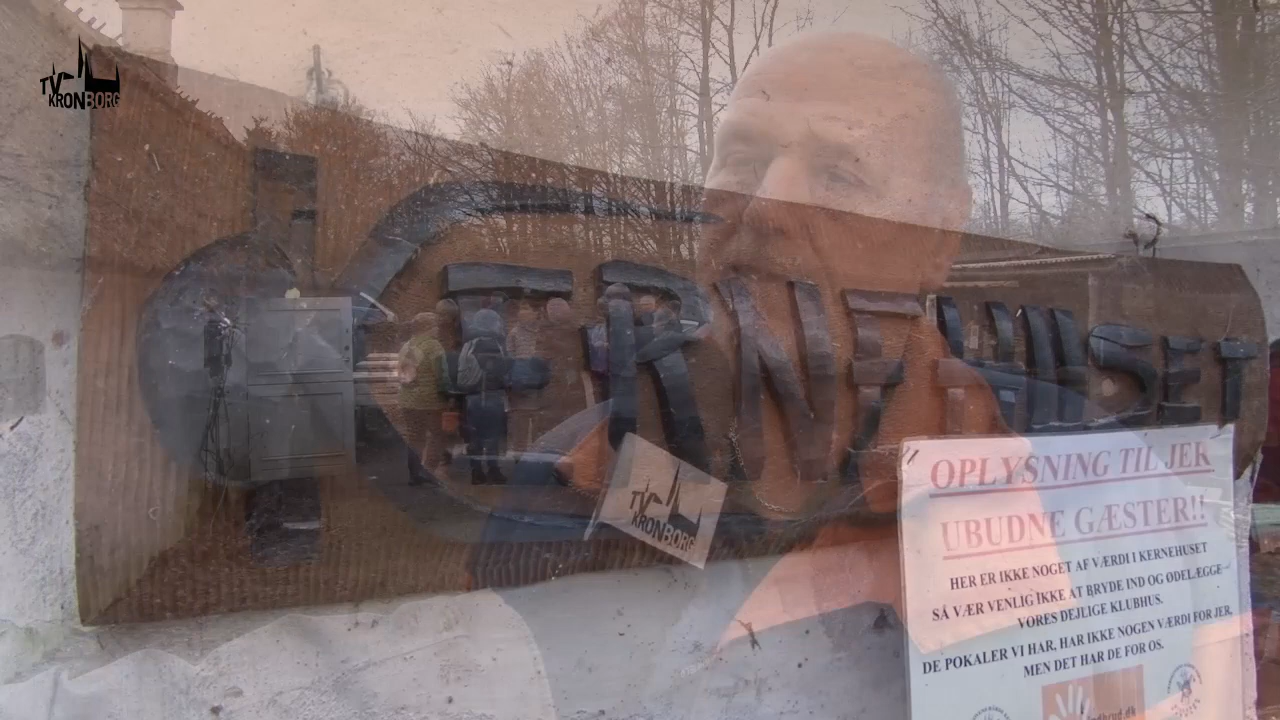 TV
KRONBORG
KERNEHUSET
TV
KRONBORG
OPLYSNING TIL JER
UBUDNE GÆSTER!!
HER ER IKKE NOGET AF VÆRDI I KERNEHUSET
SÅ VÆR VENLIG IKKE AT BRYDE IND OG ØDELÆGGE
VORES DEJLIGE KLUBHUS.
DE POKALER VI HAR, HAR IKKE NOGEN VÆRDI FOR JER,
MEN DET HAR DE FOR OS.